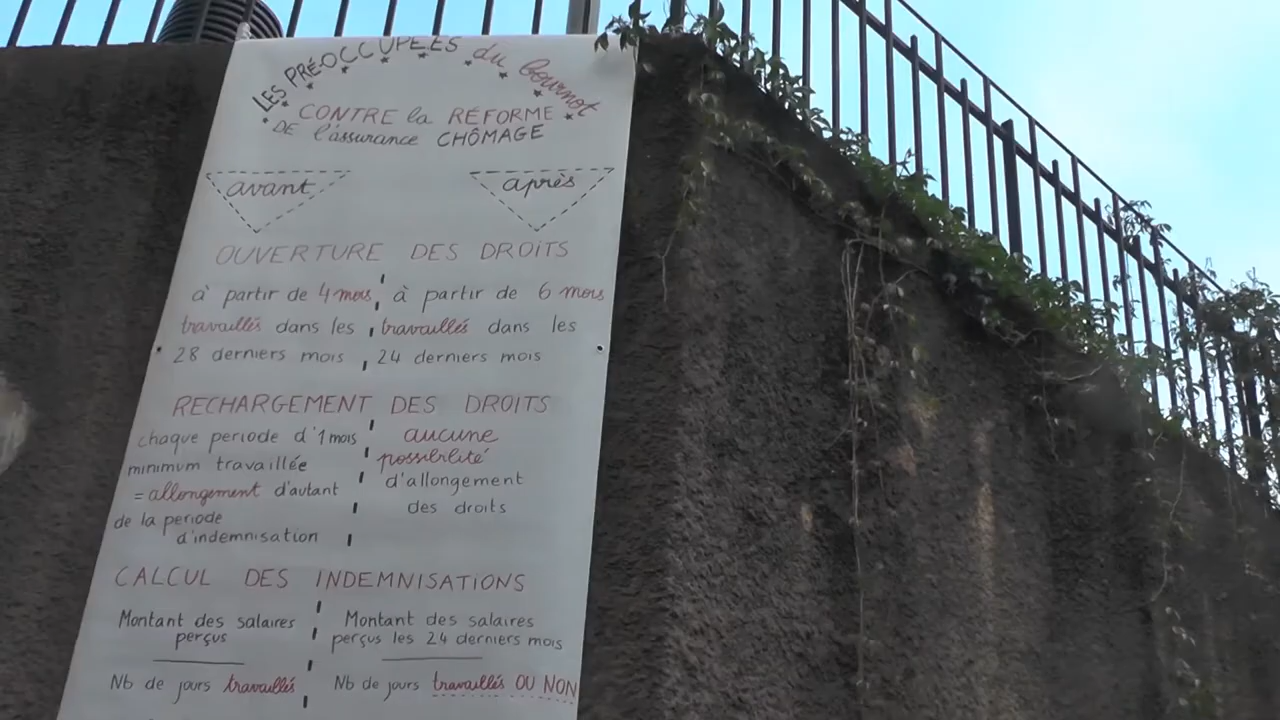 LES PRÉ-OCCUPÉES du bournot
CONTRE la RÉFORME
DE l'assurance CHÔMAGE
avant après
OUVERTURE DES DROITS
à partir de 4 mois
travaillés dans les
28 derniers mois
à partir de 6 mois
travaillés dans les
24 derniers mois
RECHARGEMENT DES DROITS
chaque periode d'1 mois
minimum travaillée
= allongement d'autant
de la periode
d'indemnisation
aucune
possibilité
d'allongement
des droits
CALCUL DES INDEMNISATIONS
Montant des salaires
perçus
Nb de jours travaillés
Montant des salaires
perçus les 24 derniers mois
Nb de jours travaillés OU NON